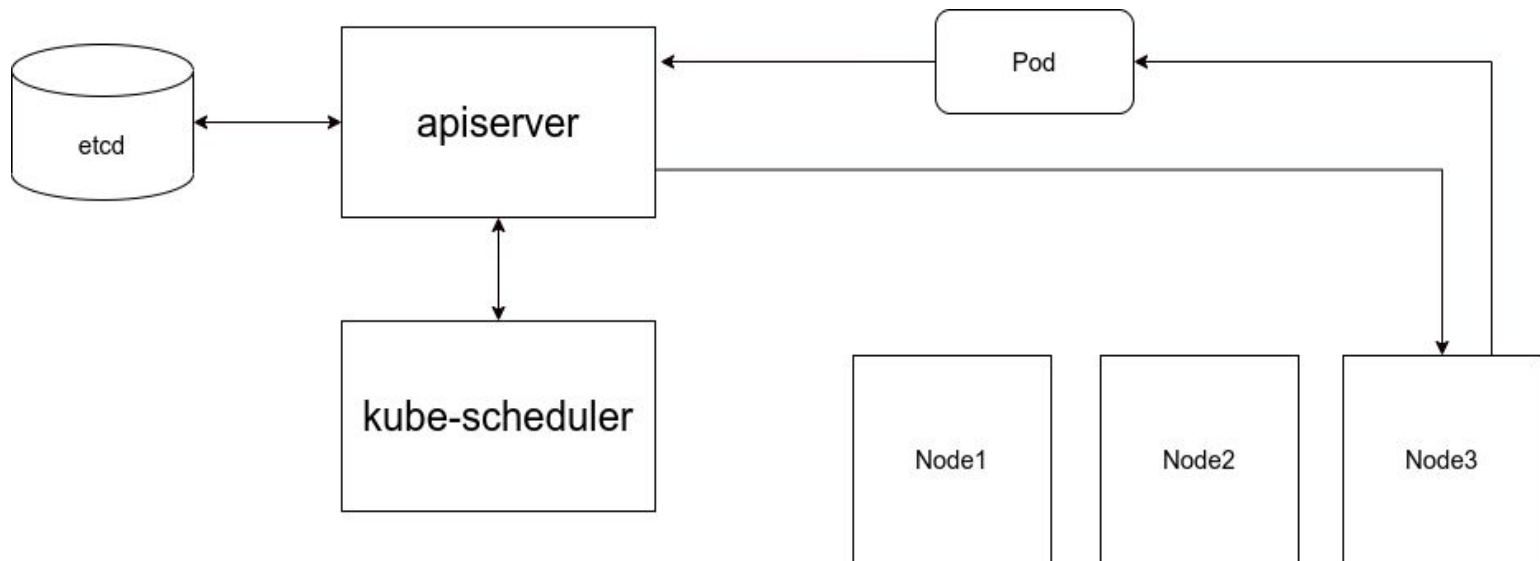 Pod
apiserver
etcd
kube-scheduler
Node1
Node2
Node3